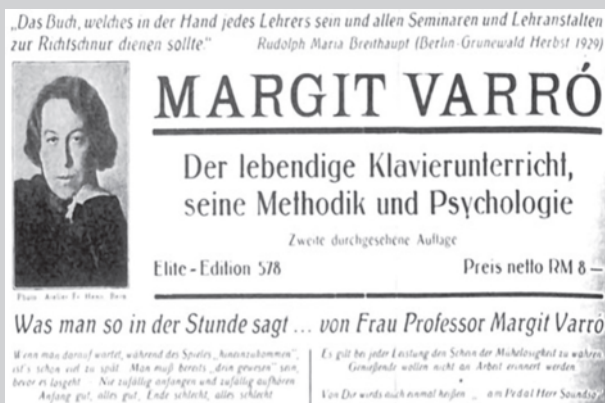 „Das Buch, welches in der Hand jedes Lehrers sein und allen Seminaren und Lehranstalten
zur Richtschnur dienen sollte." Rudolph Maria Breithaupt (Berlin-Grunewald Herbst 1929)
MARGIT VARRÓ
Der lebendige Klavierunterricht,
seine Methodik und Psychologie
Zweite durchgesehene Auflage
Elite-Edition 578 Preis netto RM 8—
Photo Atelier
Was man so in der Stunde sagt ... von Frau Professor Margit Varró
Wenn man darauf wartet, während des Spieles „hineinzukommen",
ist's schon viel zu spät. Man muß bereits „drin gewesen" sein,
bevor es losgeht. Nie zufällig anfangen und zufällig aufhören
Anfang gut, alles gut, Ende schlecht, alles schlecht
Es gilt bei jeder Leistung den Schein der Mühelosigkeit zu wahren
Genießende wollen nicht an Arbeit erinnert werden
Von Dir wird's auch einmal heißen „ am Pedal Herr Soundso